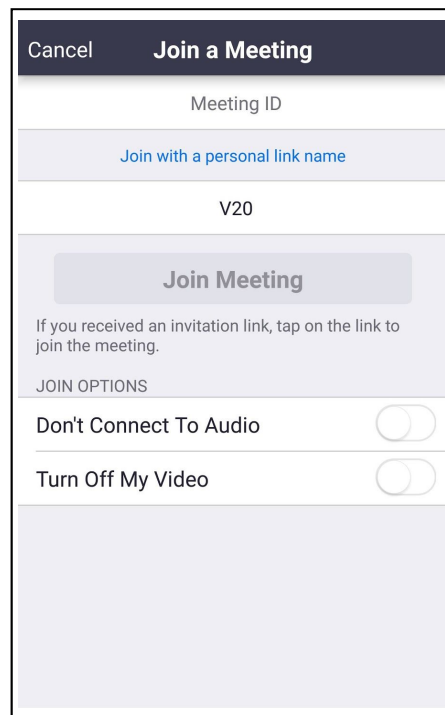 Cancel Join a Meeting
Meeting ID
Join with a personal link name
V20
Join Meeting
If you received an invitation link, tap on the link to
join the meeting.
JOIN OPTIONS
Don't Connect To Audio
Turn Off My Video